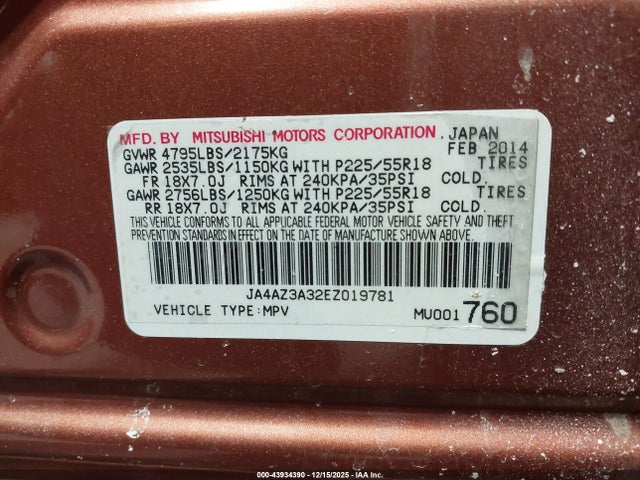 MFD. BY MITSUBISHI MOTORS CORPORATION, JAPAN
GVWR 4795LBS/2175KG FEB 2014
GAWR 2535LBS/1150KG WITH P225/55R18 TIRES
FR 18X7.0J RIMS AT 240KPA/35PSI COLD.
GAWR 2756LBS/1250KG WITH P225/55R18 TIRES
RR 18X7.0J RIMS AT 240KPA/35PSI COLD.
THIS VEHICLE CONFORMS TO ALL APPLICABLE FEDERAL MOTOR VEHICLE SAFETY AND THEFT
PREVENTION STANDARDS IN EFFECT ON THE DATE OF MANUFACTURE SHOWN ABOVE.
JA4AZ3A32EZ019781
VEHICLE TYPE:MPV MU001760
000-43934390 - 12/15/2025 - IAA Inc.